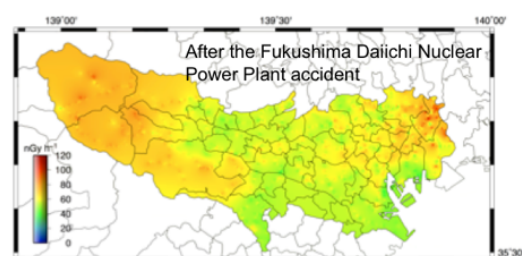 139°00' 139°30' 140°00'
After the Fukushima Daiichi Nuclear
Power Plant accident
nGy h⁻¹
120
100
80
60
40
20
0
35°30'